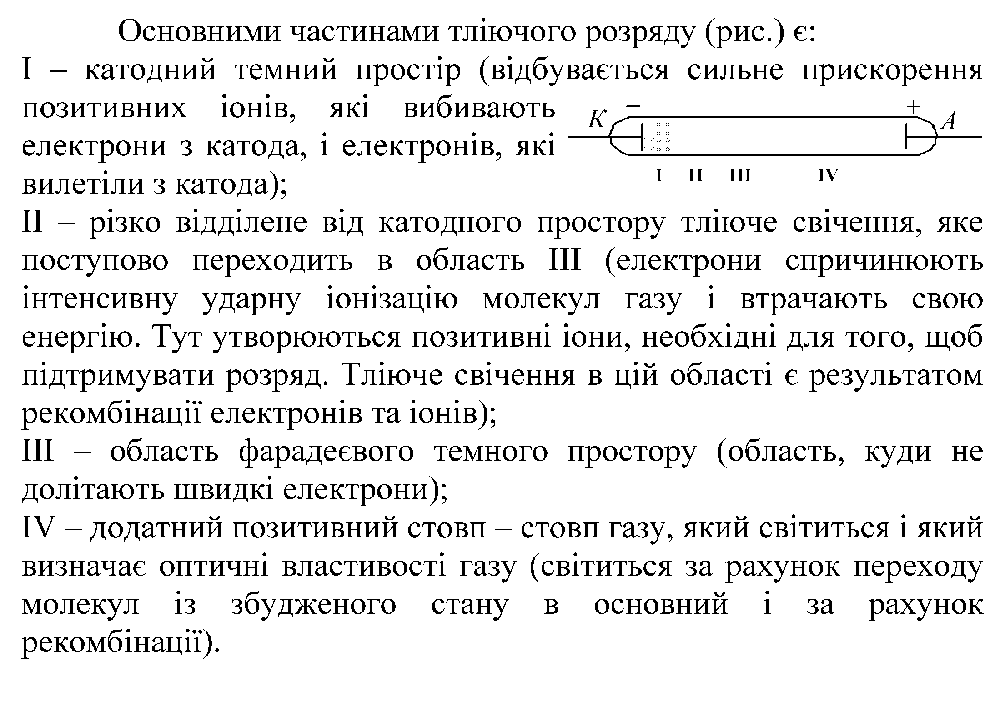 Основними частинами тліючого розряду (рис.) є:
I – катодний темний простір (відбувається сильне прискорення
позитивних іонів, які вибивають
електрони з катода, і електронів, які
вилетіли з катода);
К – + А
I II III IV
II – різко відділене від катодного простору тліюче свічення, яке
поступово переходить в область III (електрони спричинюють
інтенсивну ударну іонізацію молекул газу і втрачають свою
енергію. Тут утворюються позитивні іони, необхідні для того, щоб
підтримувати розряд. Тліюче свічення в цій області є результатом
рекомбінації електронів та іонів);
III – область фарадеєвого темного простору (область, куди не
долітають швидкі електрони);
IV – додатний позитивний стовп – стовп газу, який світиться і який
визначає оптичні властивості газу (світиться за рахунок переходу
молекул із збудженого стану в основний і за рахунок
рекомбінації).